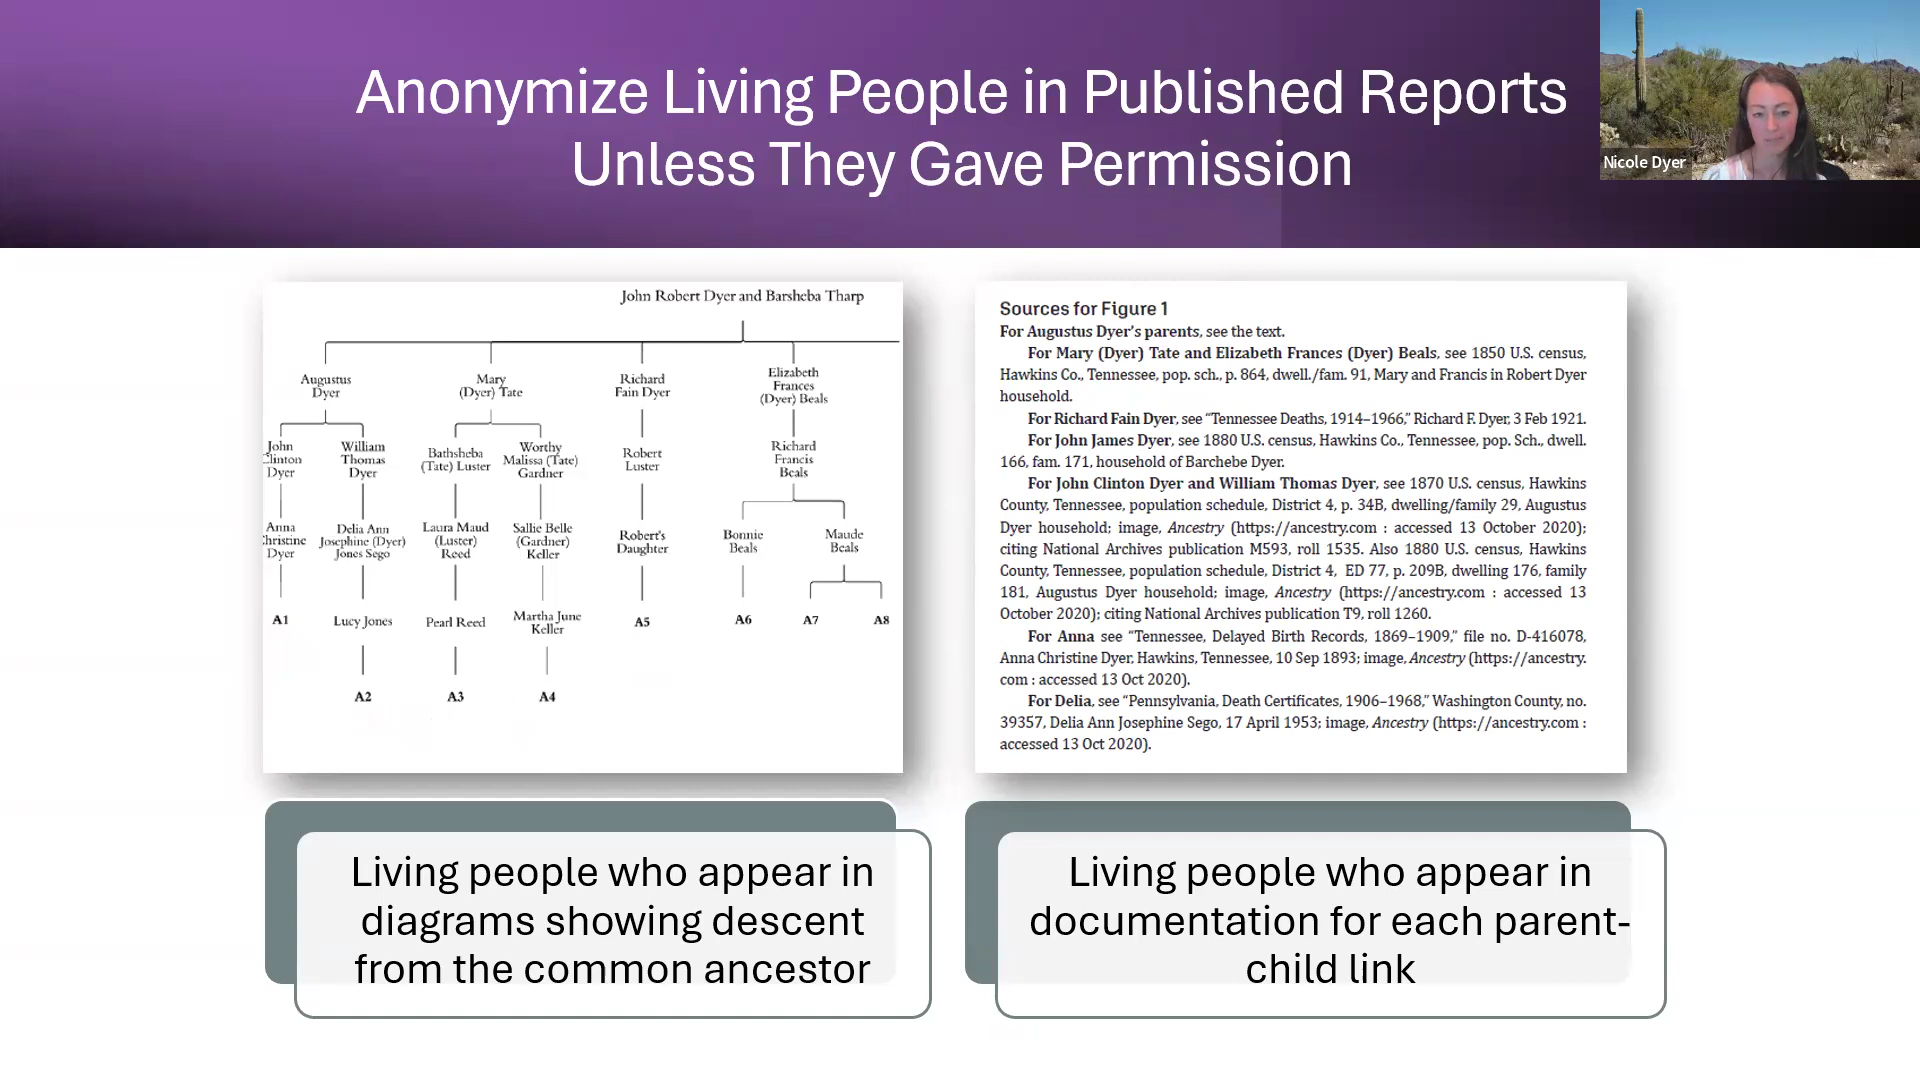 Anonymize Living People in Published Reports
Unless They Gave Permission
Nicole Dyer
John Robert Dyer and Barsheba Tharp
Augustus
Dyer
Mary
(Dyer) Tate
Richard
Fain Dyer
Elizabeth
Frances
(Dyer) Beals
John
Clinton
Dyer
William
Thomas
Dyer
Bathsheba
(Tate) Luster
Worthy
Malissa (Tate)
Gardner
Robert
Luster
Richard
Francis
Beals
Anna
Christine
Dyer
Delia Ann
Josephine (Dyer)
Jones Sego
Laura Maud
(Luster)
Reed
Sallie Belle
(Gardner)
Keller
Robert's
Daughter
Bonnie
Beals
Maude
Beals
A1
Lucy Jones
Pearl Reed
Martha June
Keller
A5
A6
A7
A8
A2
A3
A4
Sources for Figure 1
For Augustus Dyer's parents, see the text.
For Mary (Dyer) Tate and Elizabeth Frances (Dyer) Beals, see 1850 U.S. census,
Hawkins Co., Tennessee, pop. sch., p. 864, dwell./fam. 91, Mary and Francis in Robert Dyer
household.
For Richard Fain Dyer, see “Tennessee Deaths, 1914–1966,” Richard F. Dyer, 3 Feb 1921.
For John James Dyer, see 1880 U.S. census, Hawkins Co., Tennessee, pop. Sch., dwell.
166, fam. 171, household of Barchebe Dyer.
For John Clinton Dyer and William Thomas Dyer, see 1870 U.S. census, Hawkins
County, Tennessee, population schedule, District 4, p. 34B, dwelling/family 29, Augustus
Dyer household; image, Ancestry (https://ancestry.com : accessed 13 October 2020);
citing National Archives publication M593, roll 1535. Also 1880 U.S. census, Hawkins
County, Tennessee, population schedule, District 4, ED 77, p. 209B, dwelling 176, family
181, Augustus Dyer household; image, Ancestry (https://ancestry.com : accessed 13
October 2020); citing National Archives publication T9, roll 1260.
For Anna see “Tennessee, Delayed Birth Records, 1869–1909,” file no. D-416078,
Anna Christine Dyer, Hawkins, Tennessee, 10 Sep 1893; image, Ancestry (https://ancestry.
com : accessed 13 Oct 2020).
For Delia, see “Pennsylvania, Death Certificates, 1906–1968,” Washington County, no.
39357, Delia Ann Josephine Sego, 17 April 1953; image, Ancestry (https://ancestry.com :
accessed 13 Oct 2020).
Living people who appear in
diagrams showing descent
from the common ancestor
Living people who appear in
documentation for each parent-
child link